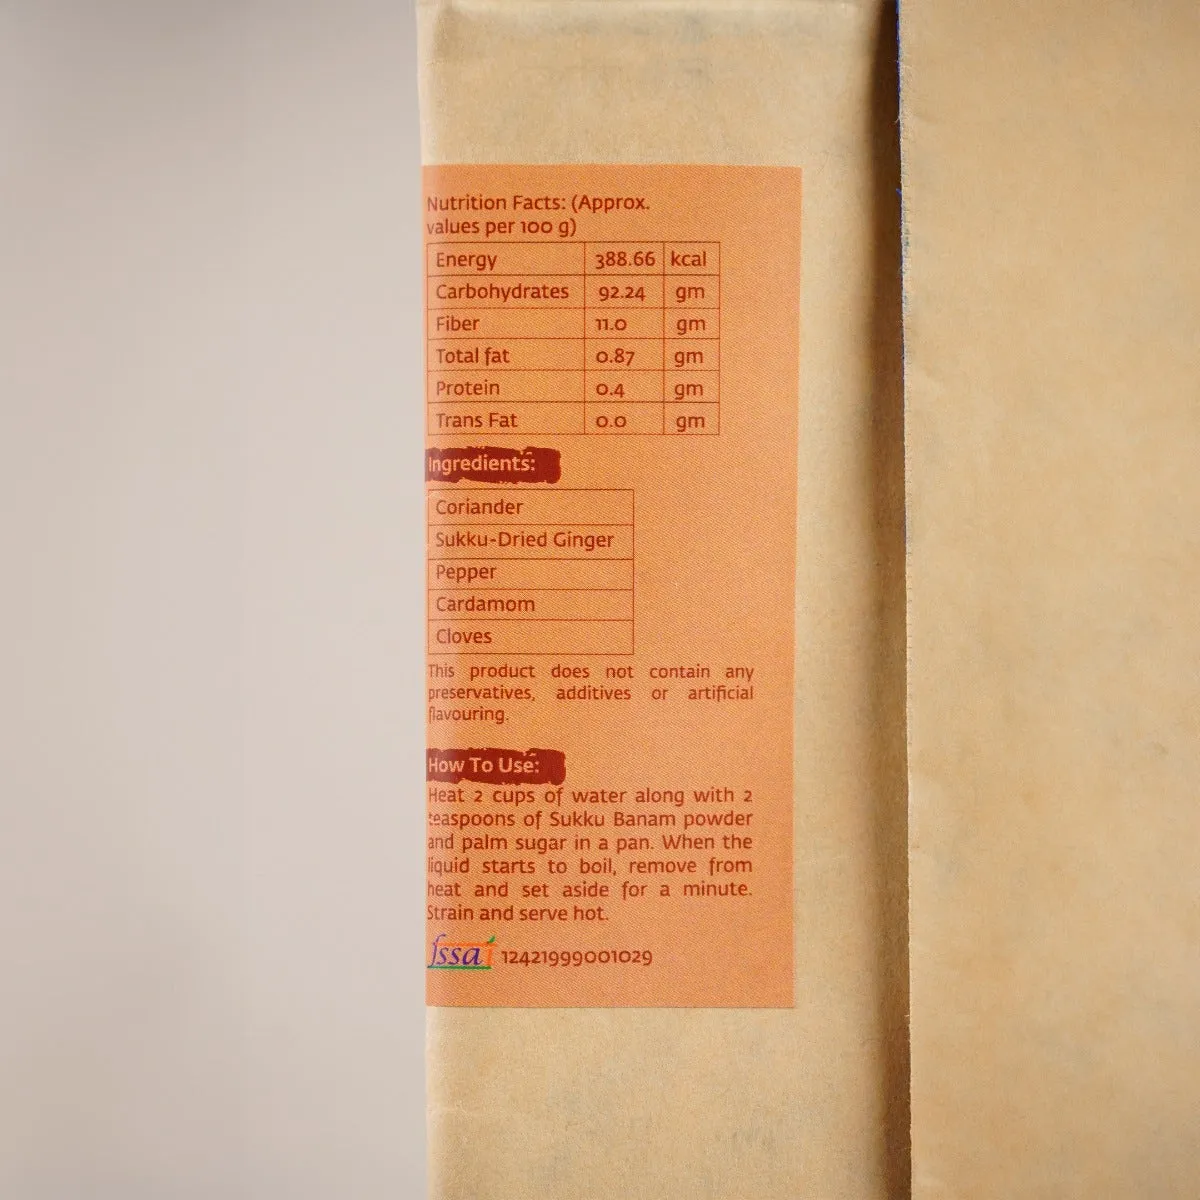 Nutrition Facts: (Approx.
values per 100 g)
Energy 388.66 kcal
Carbohydrates 92.24 gm
Fiber 11.0 gm
Total fat 0.87 gm
Protein 0.4 gm
Trans Fat 0.0 gm
Ingredients:
Coriander
Sukku-Dried Ginger
Pepper
Cardamom
Cloves
This product does not contain any
preservatives, additives or artificial
flavouring.
How To Use:
Heat 2 cups of water along with 2
teaspoons of Sukku Banam powder
and palm sugar in a pan. When the
liquid starts to boil, remove from
heat and set aside for a minute.
Strain and serve hot.
fssai 12421999001029